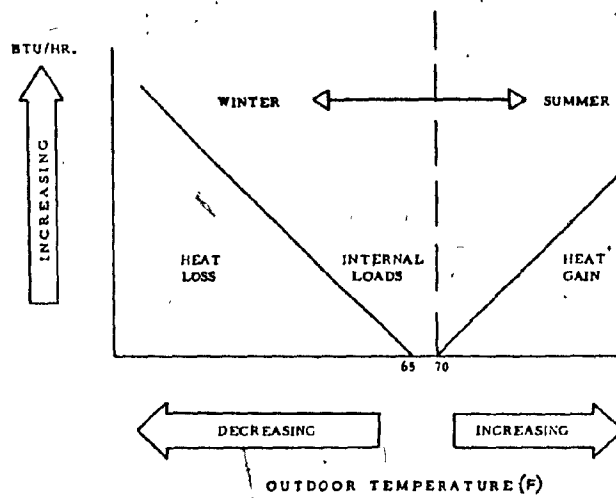 BTU/HR.
INCREASING
WINTER
SUMMER
HEAT
LOSS
INTERNAL
LOADS
HEAT
GAIN
65 70
DECREASING
INCREASING
OUTDOOR TEMPERATURE (F)